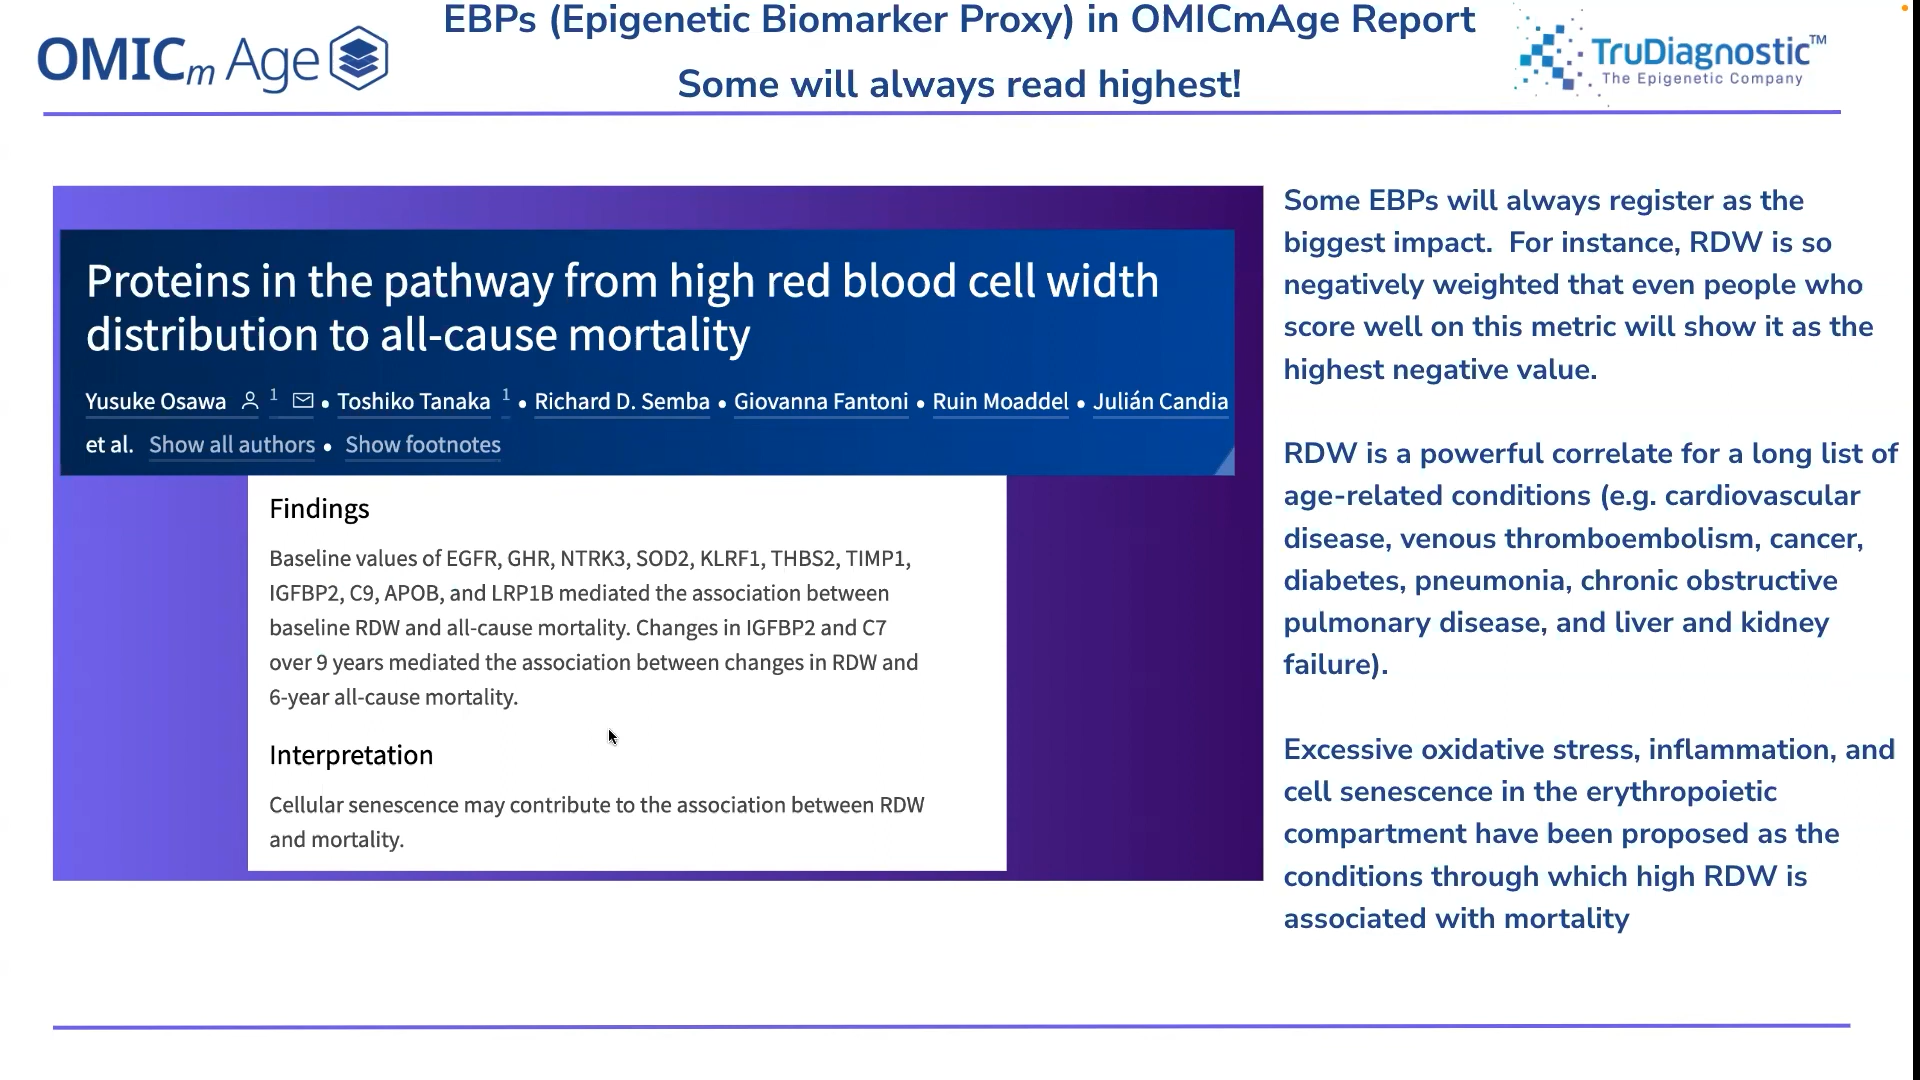 EBPs (Epigenetic Biomarker Proxy) in OMICmAge Report
Some will always read highest!
OMICm Age
TruDiagnostic™
The Epigenetic Company
Proteins in the pathway from high red blood cell width
distribution to all-cause mortality
Yusuke Osawa 1 • Toshiko Tanaka 1 • Richard D. Semba • Giovanna Fantoni • Ruin Moaddel • Julián Candia
et al. Show all authors • Show footnotes
Findings
Baseline values of EGFR, GHR, NTRK3, SOD2, KLRF1, THBS2, TIMP1,
IGFBP2, C9, APOB, and LRP1B mediated the association between
baseline RDW and all-cause mortality. Changes in IGFBP2 and C7
over 9 years mediated the association between changes in RDW and
6-year all-cause mortality.
Interpretation
Cellular senescence may contribute to the association between RDW
and mortality.
Some EBPs will always register as the
biggest impact. For instance, RDW is so
negatively weighted that even people who
score well on this metric will show it as the
highest negative value.
RDW is a powerful correlate for a long list of
age-related conditions (e.g. cardiovascular
disease, venous thromboembolism, cancer,
diabetes, pneumonia, chronic obstructive
pulmonary disease, and liver and kidney
failure).
Excessive oxidative stress, inflammation, and
cell senescence in the erythropoietic
compartment have been proposed as the
conditions through which high RDW is
associated with mortality